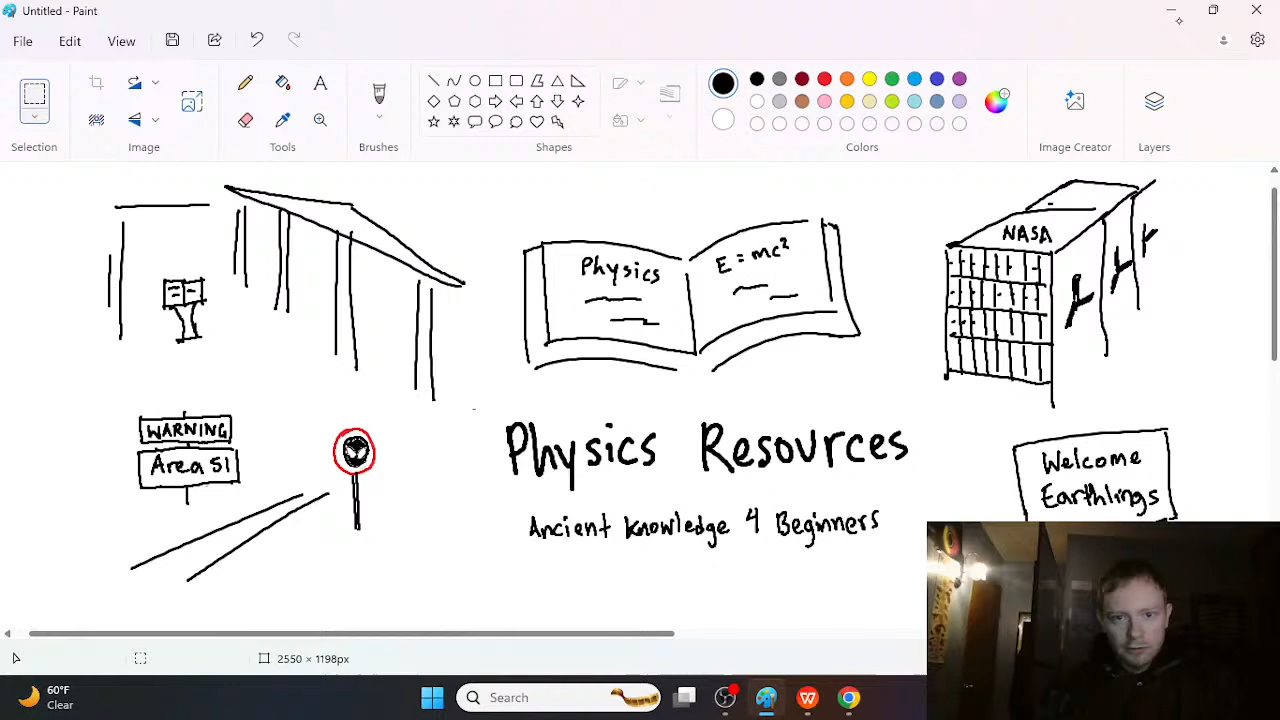 Untitled - Paint
File Edit View
Selection
Image
Tools
Brushes
Shapes
Colors
Image Creator
Layers
Physics
E = mc²
NASA
WARNING
Area 51
Physics Resources
Ancient Knowledge 4 Beginners
Welcome
Earthlings
2550 × 1198px
60°F
Clear
Search